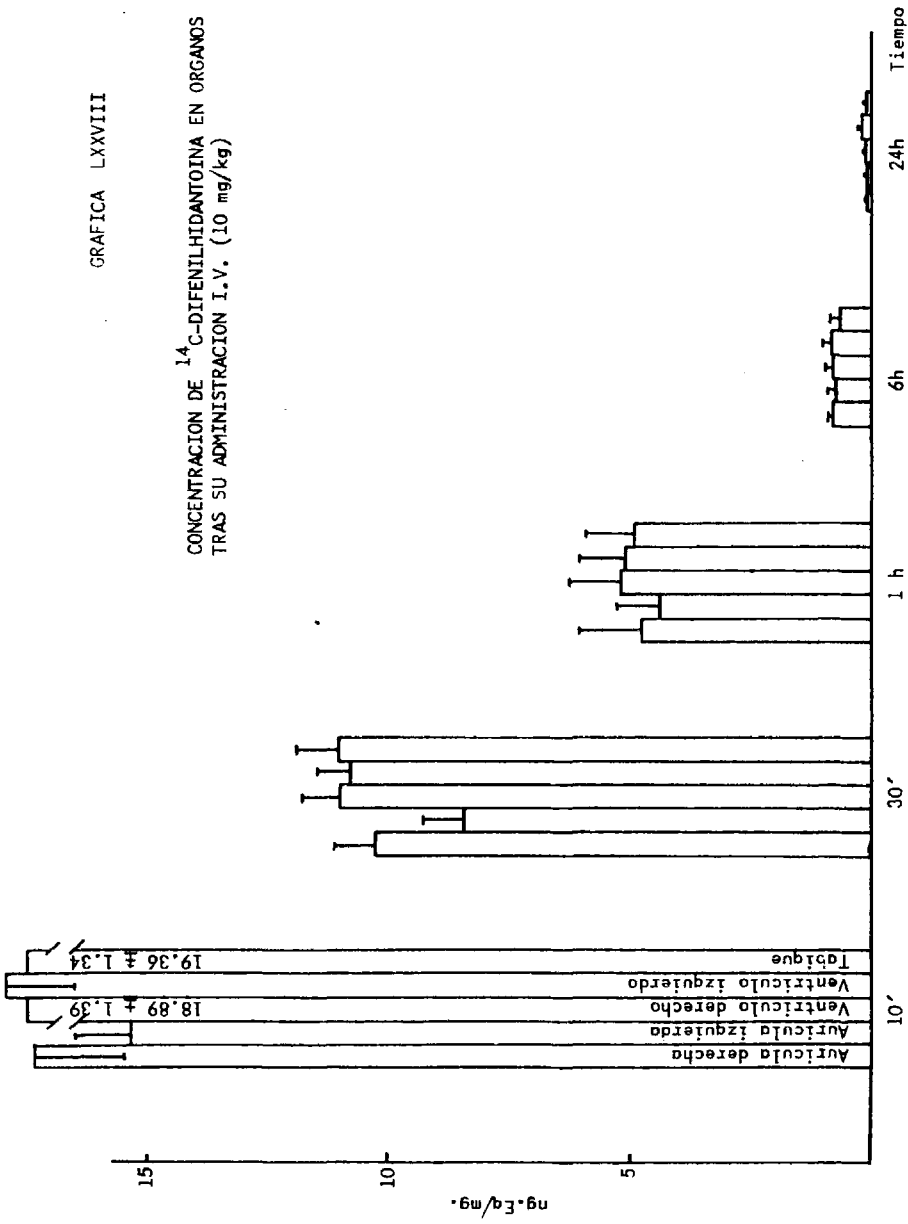 GRAFICA LXXVIII
CONCENTRACION DE ¹⁴C-DIFENILHIDANTOINA EN ORGANOS
TRAS SU ADMINISTRACION I.V. (10 mg/kg)
ng.Eq/mg.
15
10
5
Auricula derecha
Auricula izquierda
Ventriculo derecho
18.89 ± 1.39
Ventriculo izquierdo
Tabique
19.36 ± 1.34
10′
30′
1 h
6h
24h
Tiempo